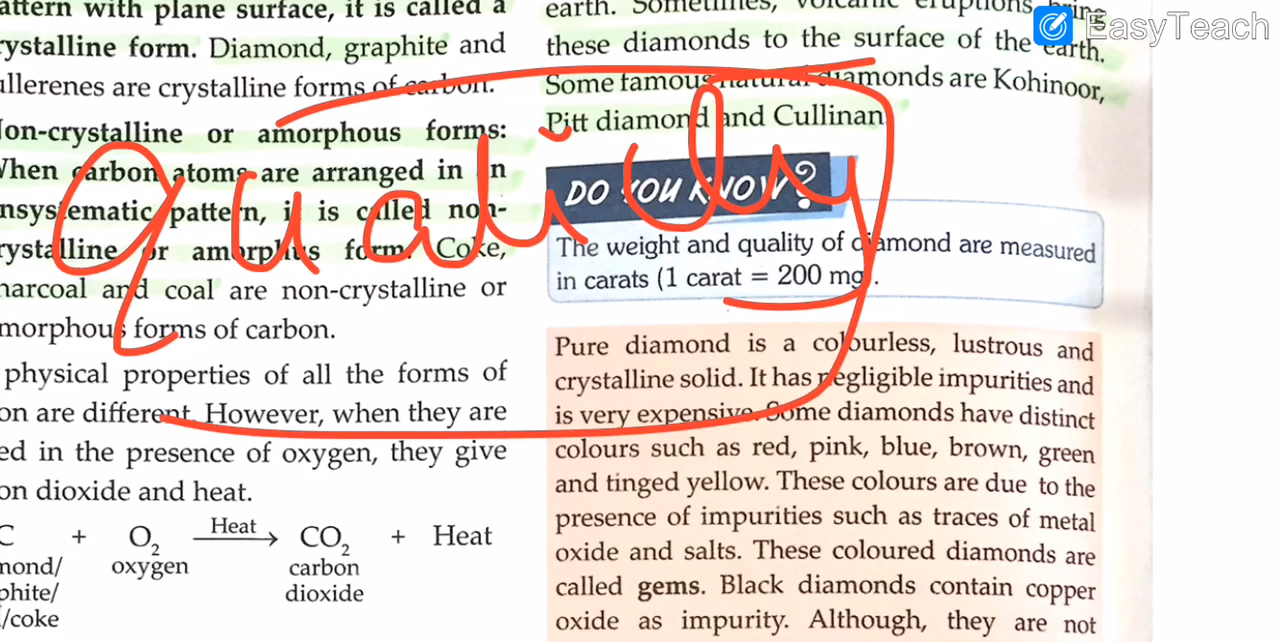 attern with plane surface, it is called a
rystalline form. Diamond, graphite and
ullerenes are crystalline forms of carbon.
on-crystalline or amorphous forms:
hen carbon atoms are arranged in an
nsystematic pattern, it is called non-
rystalline or amorphus form. Coke,
harcoal and coal are non-crystalline or
morphous forms of carbon.
physical properties of all the forms of
on are different. However, when they are
ed in the presence of oxygen, they give
on dioxide and heat.
C + O2 Heat → CO2 + Heat
mond/ oxygen carbon
phite/ dioxide
/coke
earth. Sometimes, volcanic eruptions bring
these diamonds to the surface of the earth.
Some famous natural diamonds are Kohinoor,
Pitt diamond and Cullinan
DO YOU KNOW?
The weight and quality of diamond are measured
in carats (1 carat = 200 mg).
Pure diamond is a colourless, lustrous and
crystalline solid. It has negligible impurities and
is very expensive. Some diamonds have distinct
colours such as red, pink, blue, brown, green
and tinged yellow. These colours are due to the
presence of impurities such as traces of metal
oxide and salts. These coloured diamonds are
called gems. Black diamonds contain copper
oxide as impurity. Although, they are not
quality
EasyTeach